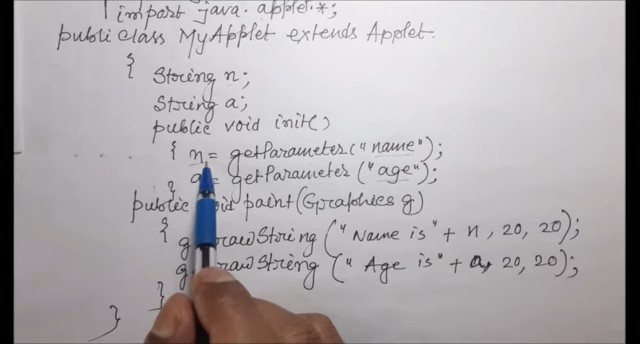 import java.applet.*;
public class MyApplet extends Applet
{ String n;
String a;
public void init()
{ n = getParameter("name");
a = getParameter ("age");
}
public void paint(Graphics g)
{ g.drawString ("Name is" + n, 20, 20);
g.drawString (" Age is" + a, 20, 20);
}
}